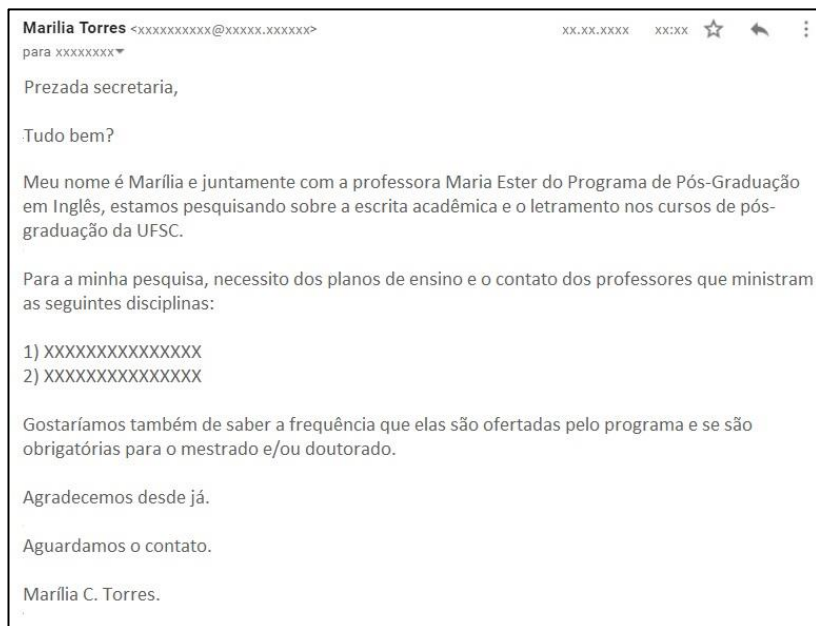 Marilia Torres <xxxxxxxxxx@xxxxx.xxxxxx> xx.xx.xxxx xx:xx
para xxxxxxxx
Prezada secretaria,
Tudo bem?
Meu nome é Marília e juntamente com a professora Maria Ester do Programa de Pós-Graduação
em Inglês, estamos pesquisando sobre a escrita acadêmica e o letramento nos cursos de pós-
graduação da UFSC.
Para a minha pesquisa, necessito dos planos de ensino e o contato dos professores que ministram
as seguintes disciplinas:
1) XXXXXXXXXXXXXXX
2) XXXXXXXXXXXXXXX
Gostaríamos também de saber a frequência que elas são ofertadas pelo programa e se são
obrigatórias para o mestrado e/ou doutorado.
Agradecemos desde já.
Aguardamos o contato.
Marília C. Torres.